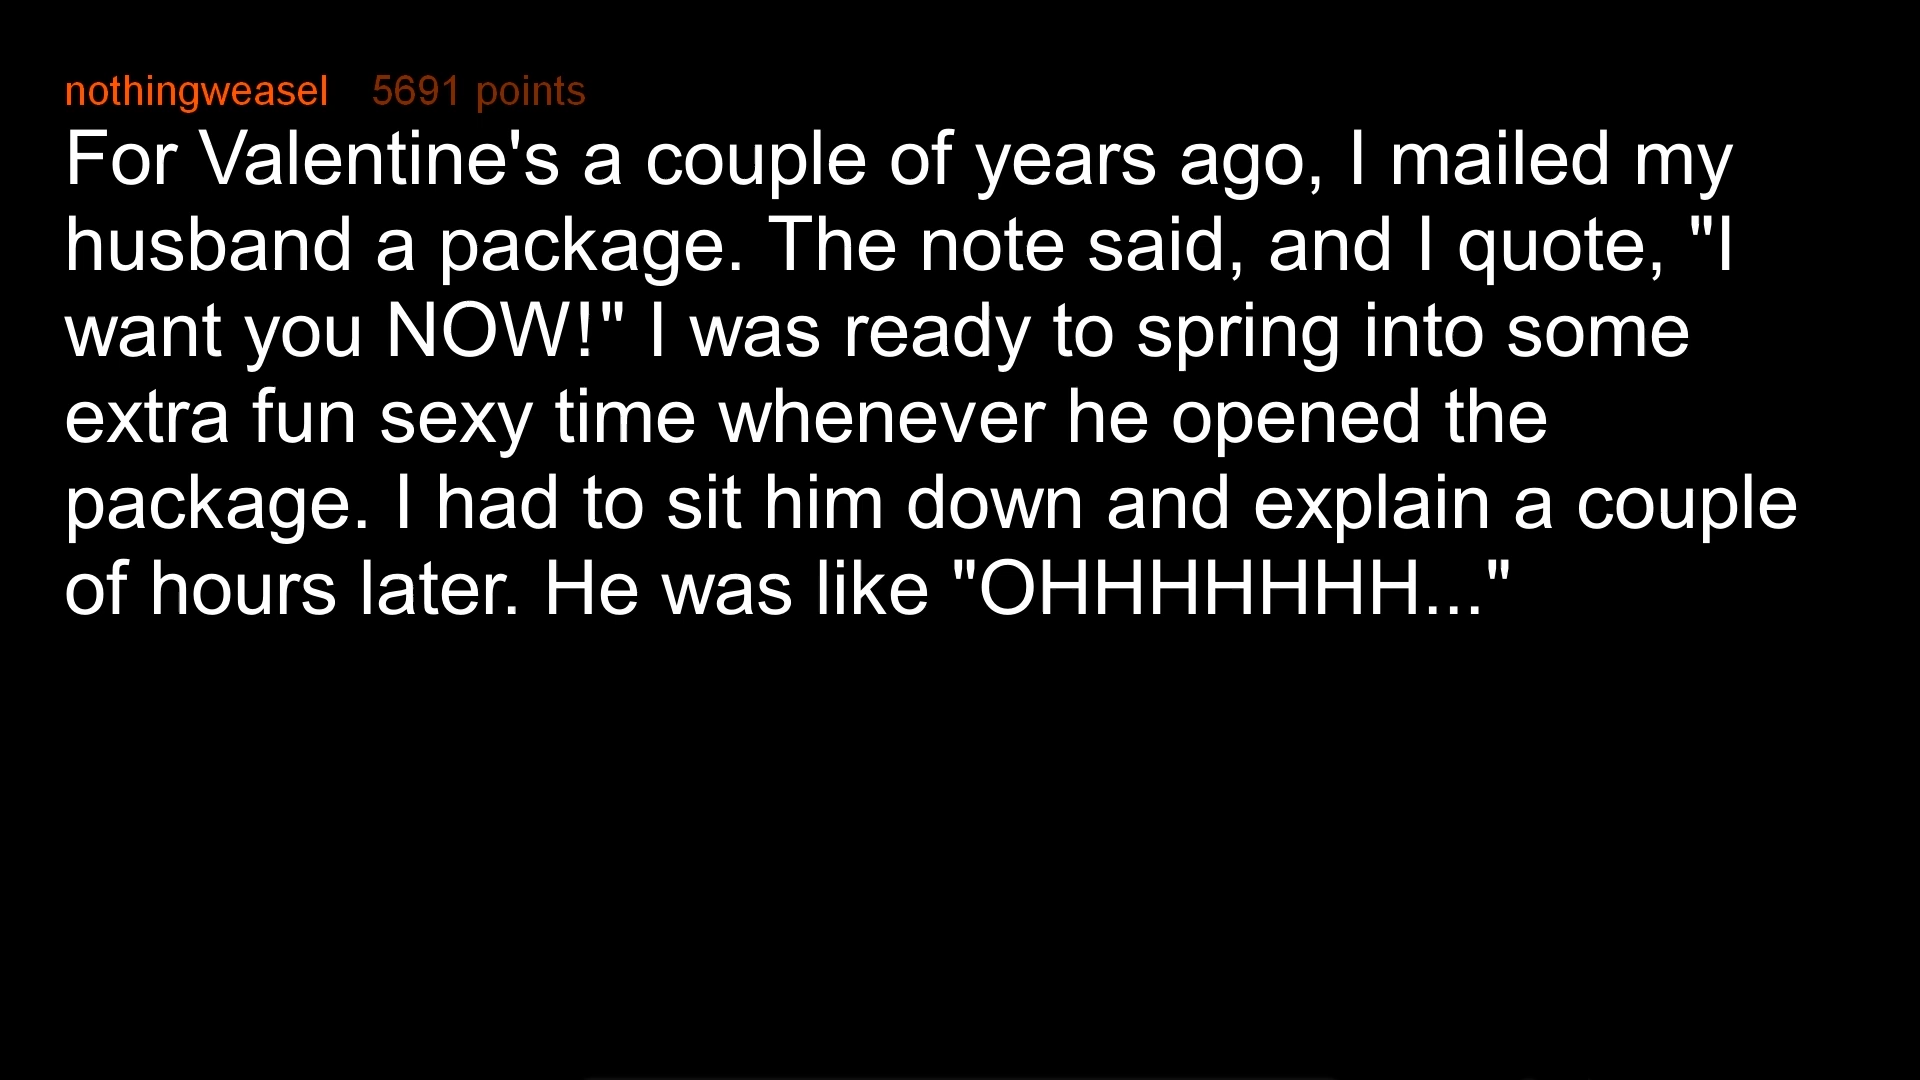 nothingweasel 5691 points
For Valentine's a couple of years ago, I mailed my
husband a package. The note said, and I quote, "I
want you NOW!" I was ready to spring into some
extra fun sexy time whenever he opened the
package. I had to sit him down and explain a couple
of hours later. He was like "OHHHHHHH..."